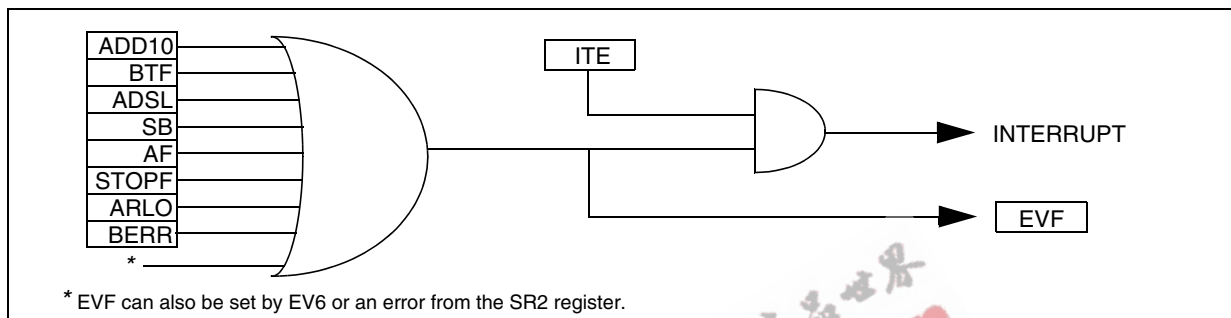 ADD10
BTF
ADSL
SB
AF
STOPF
ARLO
BERR
*
ITE
INTERRUPT
EVF
* EVF can also be set by EV6 or an error from the SR2 register.